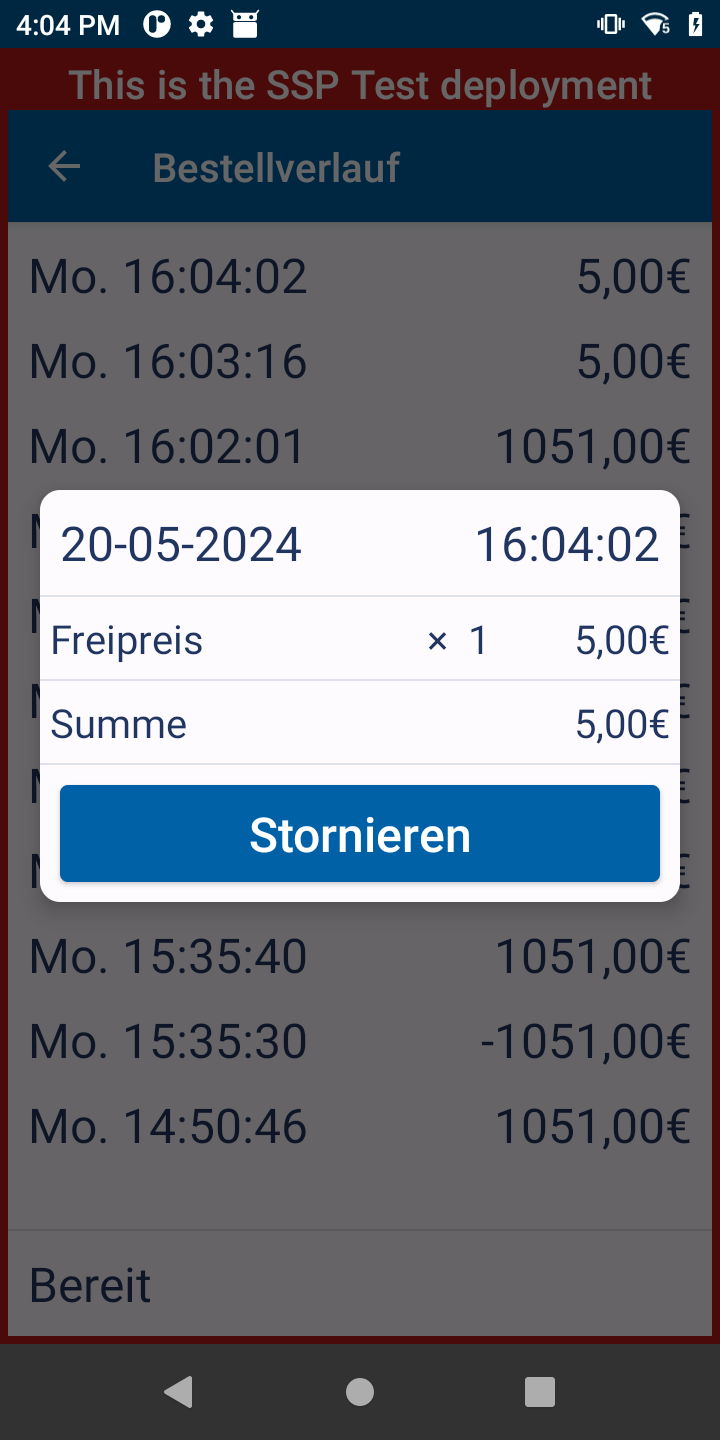 4:04 PM
This is the SSP Test deployment
Bestellverlauf
Mo. 16:04:02 5,00€
Mo. 16:03:16 5,00€
Mo. 16:02:01 1051,00€
20-05-2024 16:04:02
Freipreis × 1 5,00€
Summe 5,00€
Stornieren
Mo. 15:35:40 1051,00€
Mo. 15:35:30 -1051,00€
Mo. 14:50:46 1051,00€
Bereit